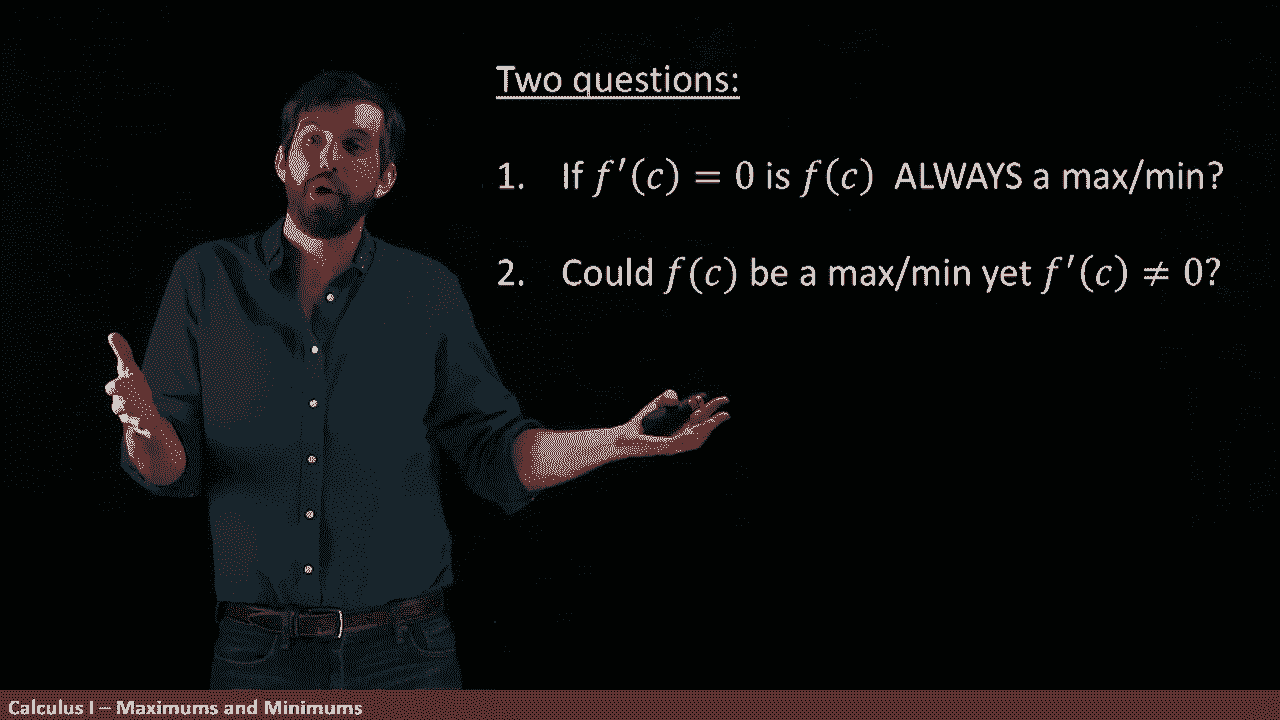 Two questions:
1. If f′(c) = 0 is f(c) ALWAYS a max/min?
2. Could f(c) be a max/min yet f′(c) ≠ 0?
Calculus I – Maximums and Minimums